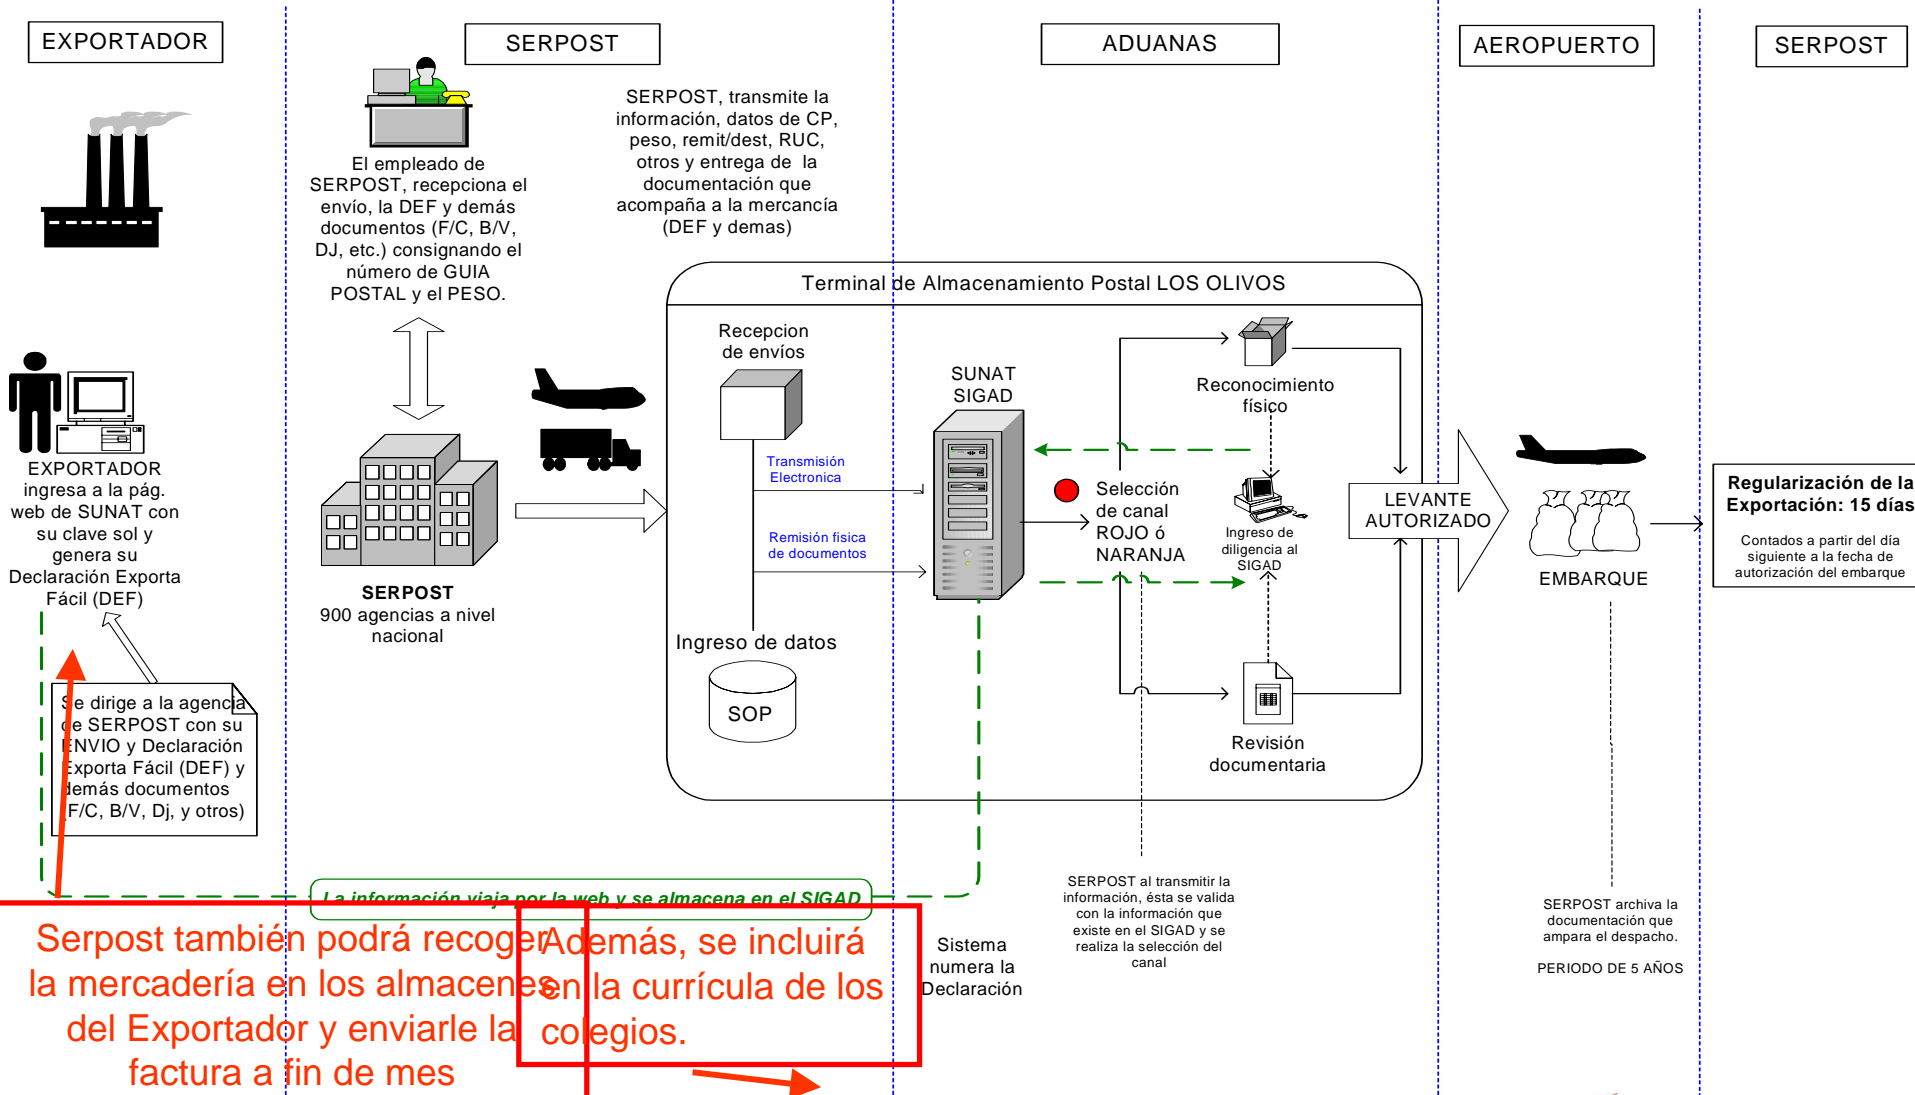 EXPORTADOR
SERPOST
ADUANAS
AEROPUERTO
SERPOST
El empleado de
SERPOST, recepciona el
envío, la DEF y demás
documentos (F/C, B/V,
DJ, etc.) consignando el
número de GUIA
POSTAL y el PESO.
SERPOST, transmite la
información, datos de CP,
peso, remit/dest, RUC,
otros y entrega de la
documentación que
acompaña a la mercancía
(DEF y demas)
Terminal de Almacenamiento Postal LOS OLIVOS
Recepcion
de envíos
SUNAT
SIGAD
Reconocimiento
físico
Transmisión
Electronica
Remisión fisica
de documentos
Selección
de canal
ROJO ó
NARANJA
Ingreso de
diligencia al
SIGAD
LEVANTE
AUTORIZADO
Ingreso de datos
SOP
Revisión
documentaria
EXPORTADOR
ingresa a la pág.
web de SUNAT con
su clave sol y
genera su
Declaración Exporta
Fácil (DEF)
SERPOST
900 agencias a nivel
nacional
Se dirige a la agencia
de SERPOST con su
ENVIO y Declaración
Exporta Fácil (DEF) y
demás documentos
(F/C, B/V, Dj, y otros)
EMBARQUE
Regularización de la
Exportación: 15 días
Contados a partir del día
siguiente a la fecha de
autorización del embarque
La información viaja por la web y se almacena en el SIGAD
Serpost también podrá recoger
la mercadería en los almacenes
del Exportador y enviarle la
factura a fin de mes
Además, se incluirá
en la currícula de los
colegios.
Sistema
numera la
Declaración
SERPOST al transmitir la
información, ésta se valida
con la información que
existe en el SIGAD y se
realiza la selección del
canal
SERPOST archiva la
documentación que
ampara el despacho.
PERIODO DE 5 AÑOS